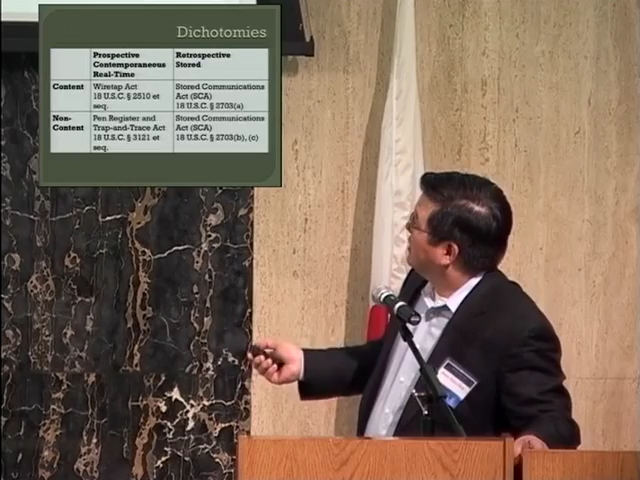 Dichotomies
Prospective Contemporaneous Real-Time
Retrospective Stored
Content
Wiretap Act
18 U.S.C. § 2510 et seq.
Stored Communications Act (SCA)
18 U.S.C. § 2703(a)
Non-Content
Pen Register and Trap-and-Trace Act
18 U.S.C. § 3121 et seq.
Stored Communications Act (SCA)
18 U.S.C. § 2703(b), (c)